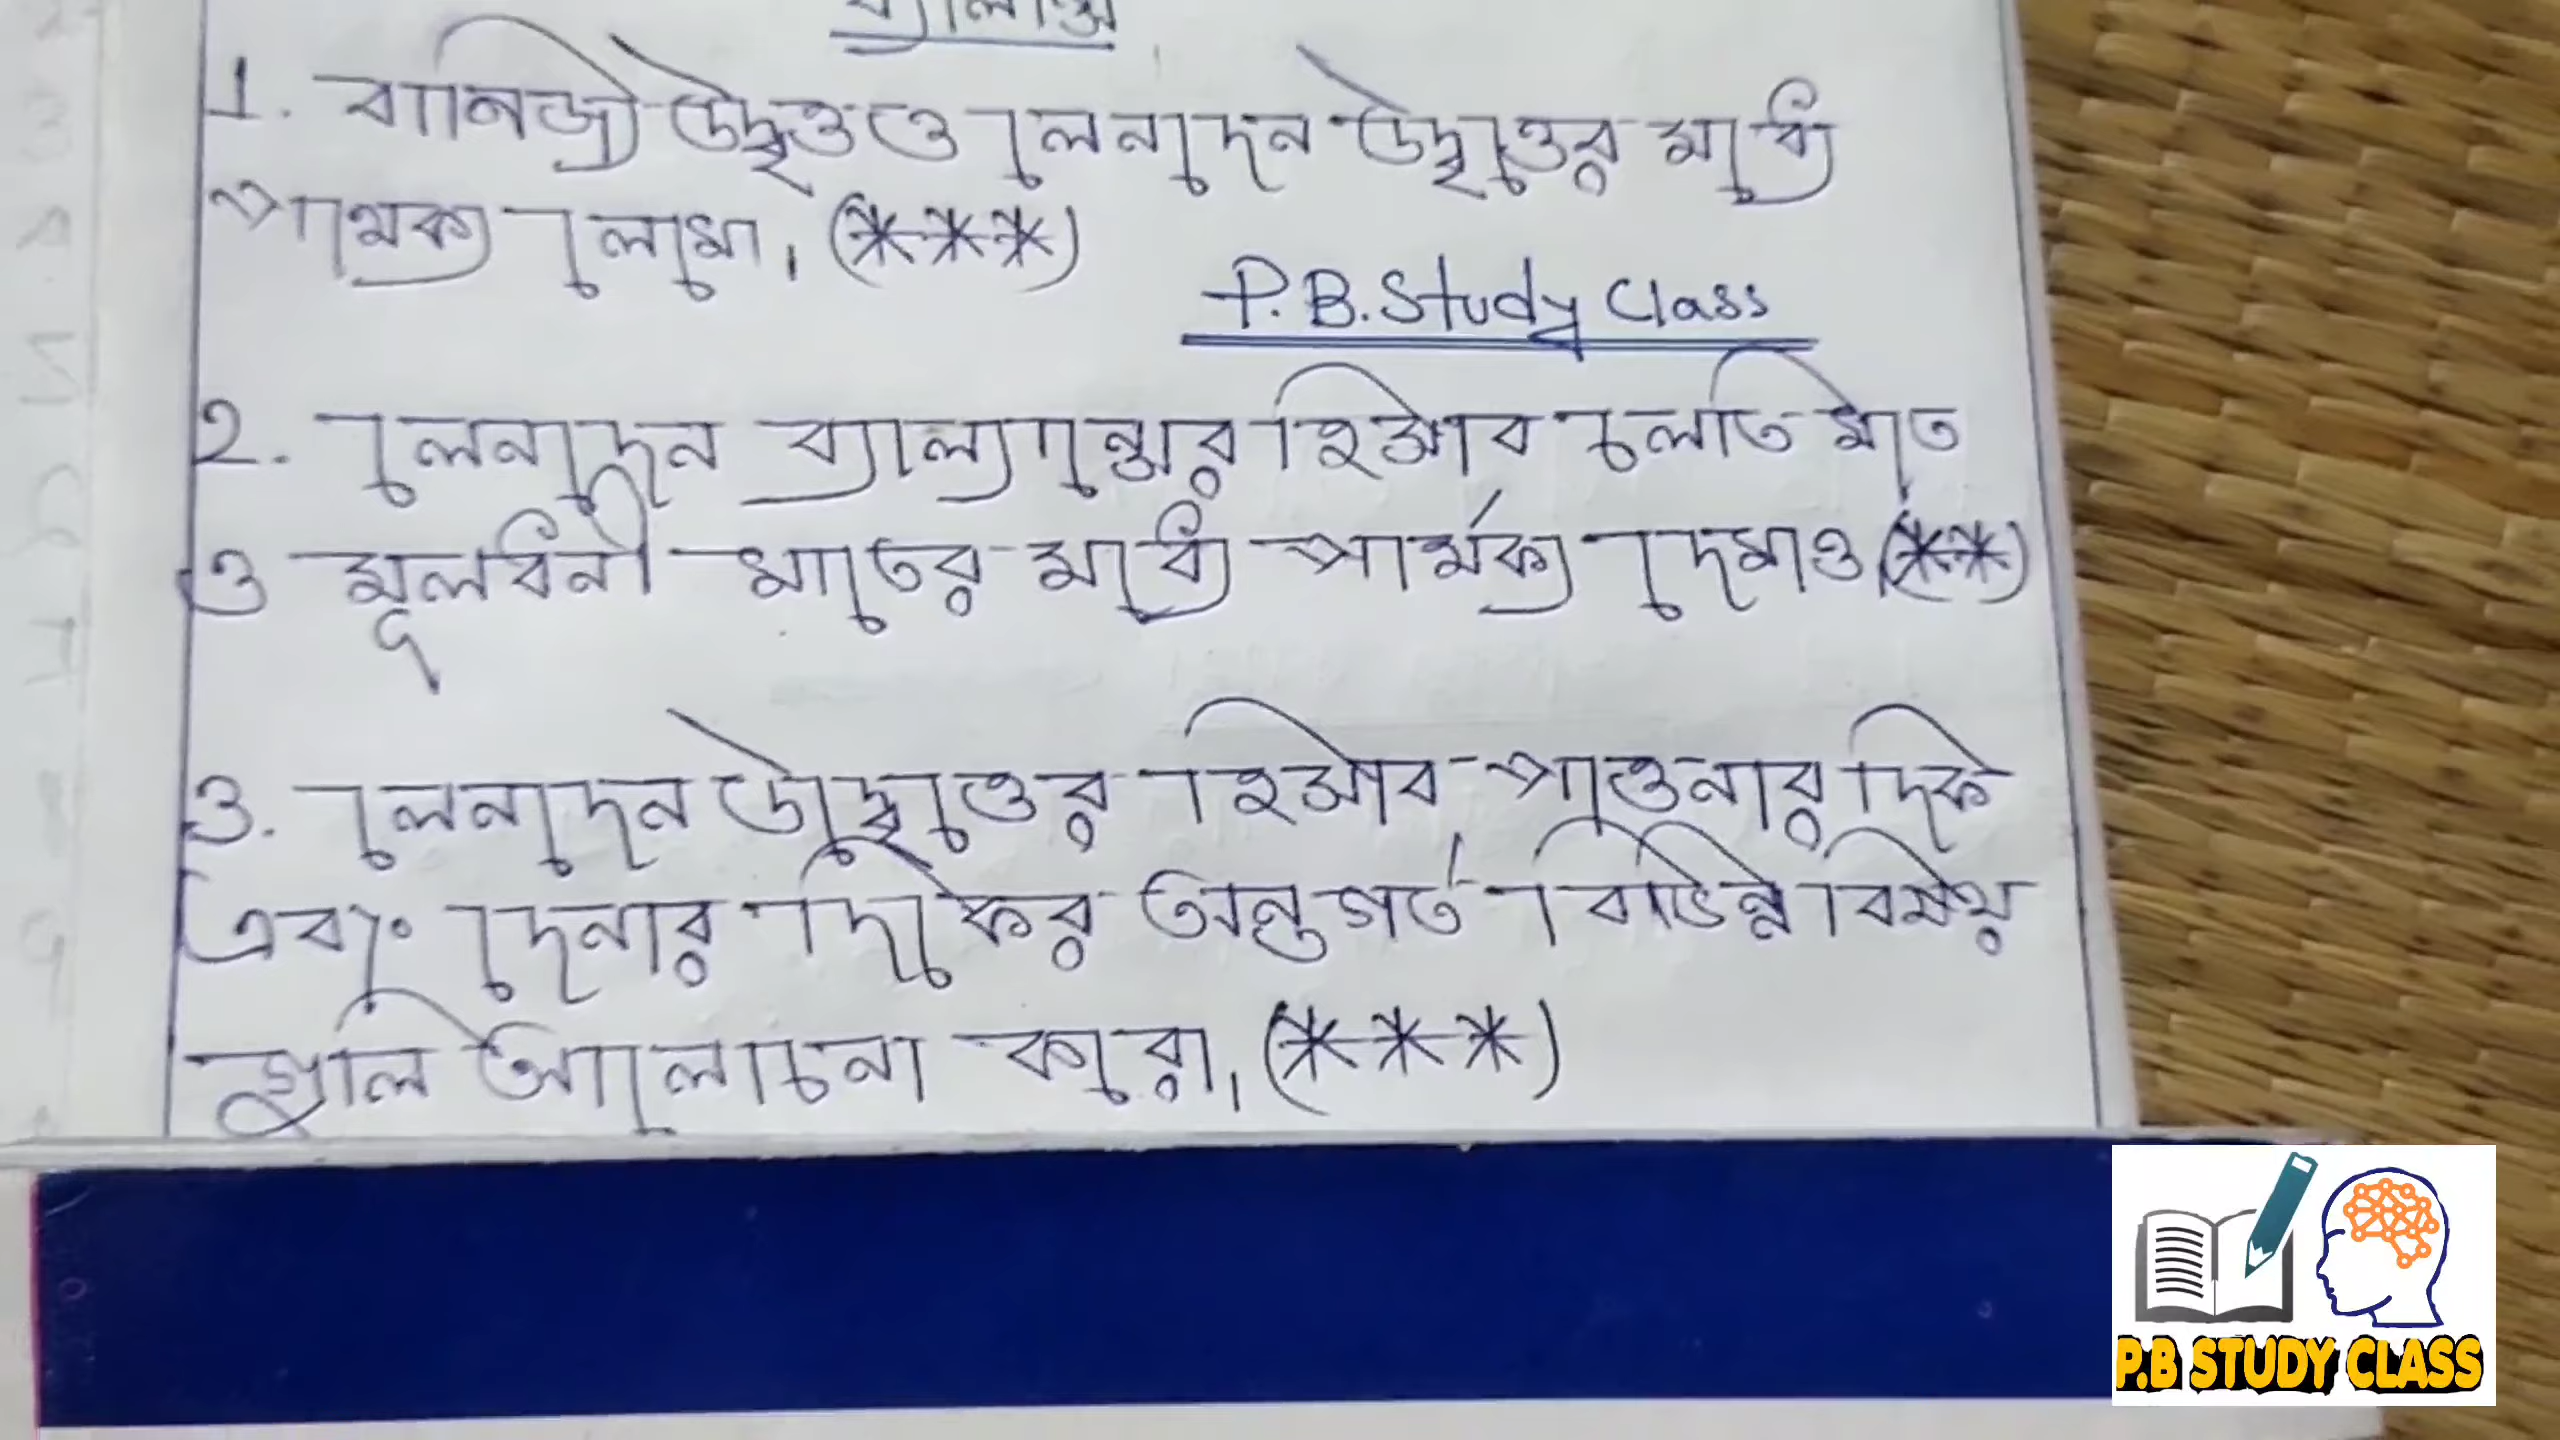 ব্যালান্স
1. বানিজ্য উদ্বৃত্ত ও লেনদেন উদ্বৃত্তের মধ্যে
পার্থক্য লেখো। (***)
P.B. Study Class
2. লেনদেন ব্যাল্যান্সের হিসাব চলতি খাত
ও মূলধনী খাতের মধ্যে পার্থক্য দেখাও (**)
3. লেনদেন উদ্বৃত্তের হিসাব পাওনার দিক
এবং দেনার দিকের অন্তর্গত বিভিন্ন বিষয়
গুলি আলোচনা করো। (***)
P.B STUDY CLASS